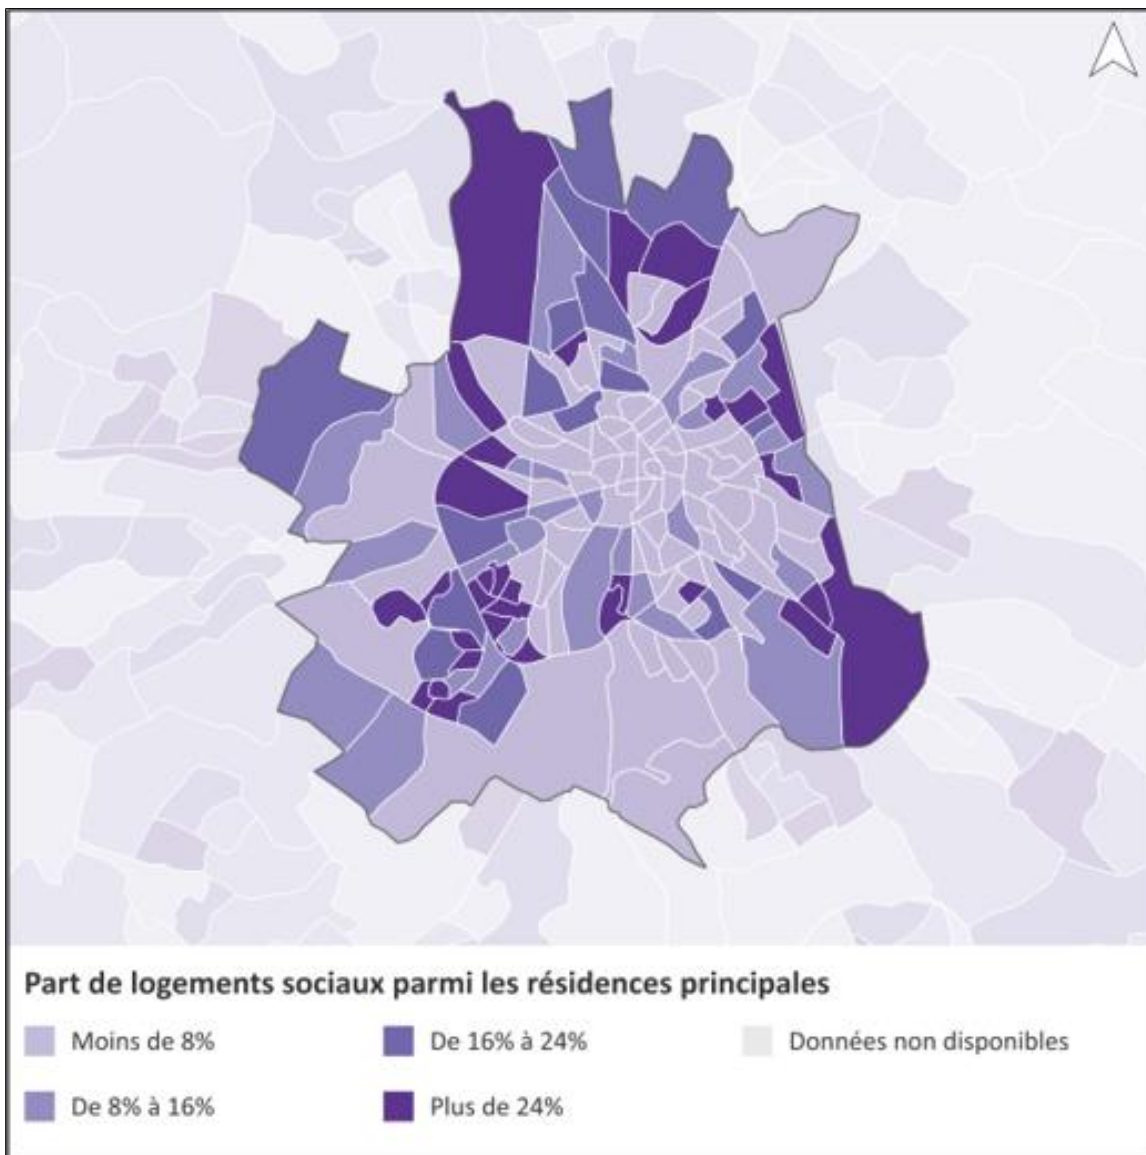 Part de logements sociaux parmi les résidences principales
Moins de 8%
De 16% à 24%
Données non disponibles
De 8% à 16%
Plus de 24%